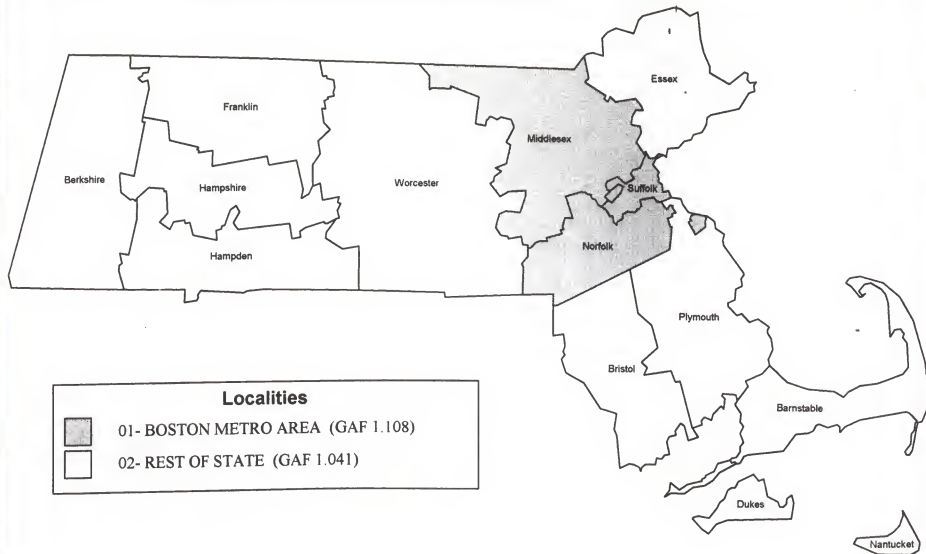 Essex
Franklin
Middlesex
Berkshire
Hampshire
Worcester
Suffolk
Norfolk
Hampden
Plymouth
Bristol
Barnstable
Dukes
Nantucket
Localities
01- BOSTON METRO AREA (GAF 1.108)
02- REST OF STATE (GAF 1.041)